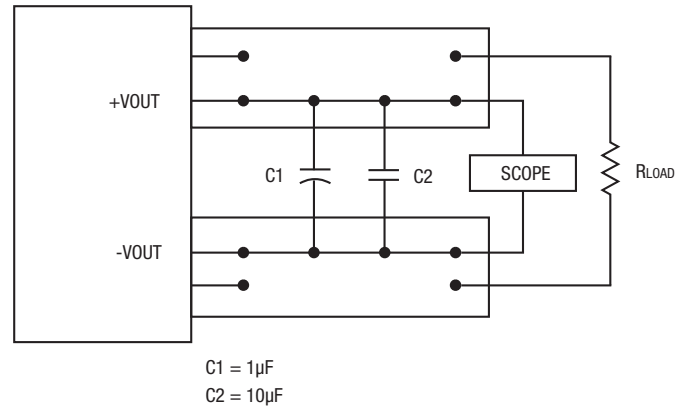 +VOUT
C1
C2
SCOPE
RLOAD
-VOUT
C1 = 1µF
C2 = 10µF